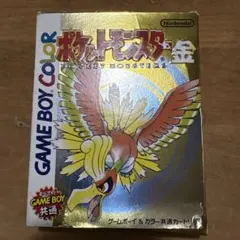 Nintendo
ポケットモンスター
POCKET MONSTERS
金
GAME BOY COLOR
GAME BOY
共通
ゲームボーイ&カラー共通カートリッジ